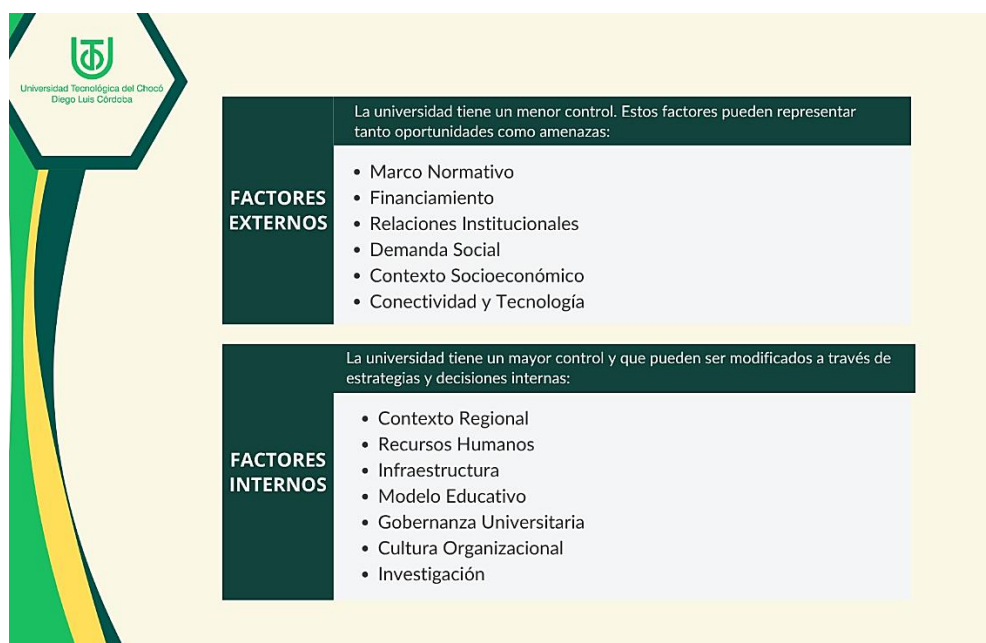 Universidad Tecnológica del Chocó
Diego Luis Córdoba
La universidad tiene un menor control. Estos factores pueden representar
tanto oportunidades como amenazas:
FACTORES
EXTERNOS
• Marco Normativo
• Financiamiento
• Relaciones Institucionales
• Demanda Social
• Contexto Socioeconómico
• Conectividad y Tecnología
La universidad tiene un mayor control y que pueden ser modificados a través de
estrategias y decisiones internas:
FACTORES
INTERNOS
• Contexto Regional
• Recursos Humanos
• Infraestructura
• Modelo Educativo
• Gobernanza Universitaria
• Cultura Organizacional
• Investigación